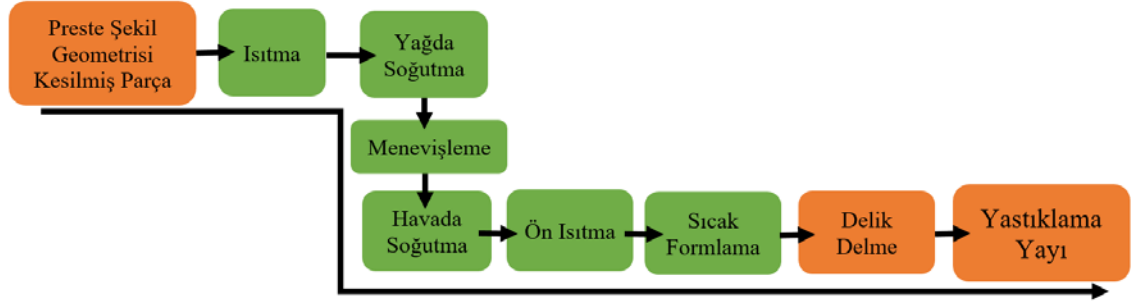 Preste Şekil
Geometrisi
Kesilmiş Parça
Isıtma
Yağda
Soğutma
Menevişleme
Havada
Soğutma
Ön Isıtma
Sıcak
Formlama
Delik
Delme
Yastıklama
Yayı